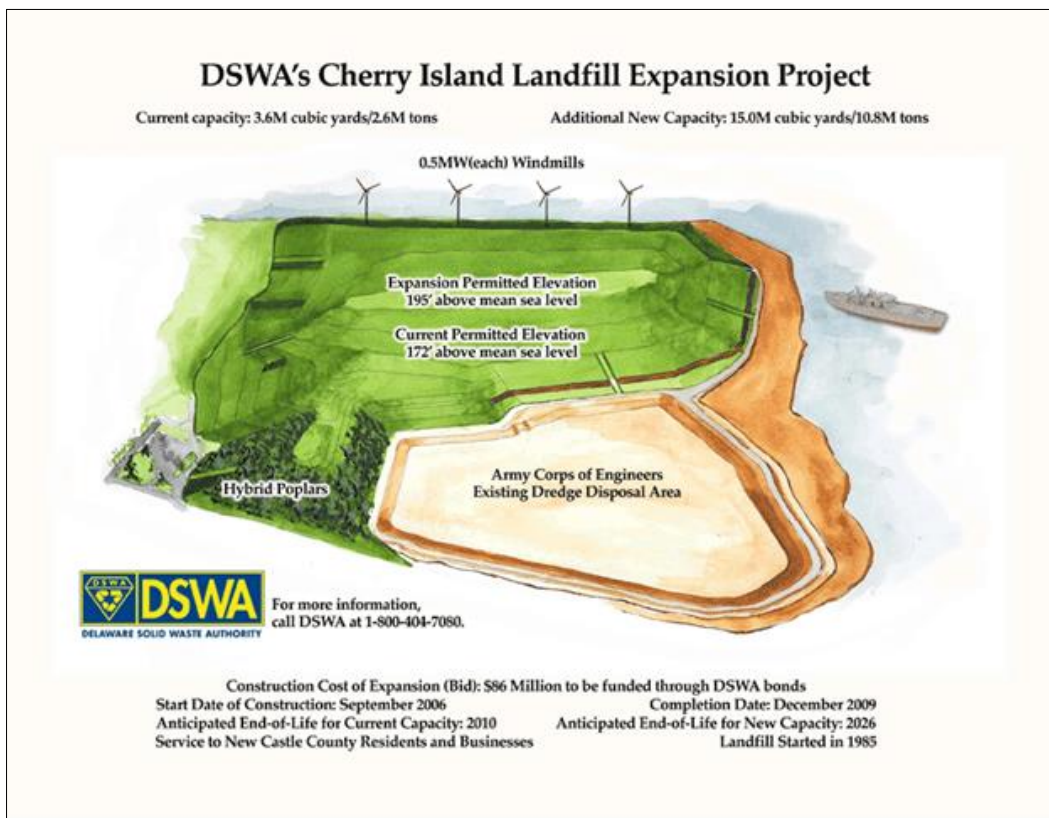 DSWA's Cherry Island Landfill Expansion Project
Current capacity: 3.6M cubic yards/2.6M tons
Additional New Capacity: 15.0M cubic yards/10.8M tons
0.5MW(each) Windmills
Expansion Permitted Elevation
195' above mean sea level
Current Permitted Elevation
172' above mean sea level
Army Corps of Engineers
Existing Dredge Disposal Area
Hybrid Poplars
DSWA
DSWA
DELAWARE SOLID WASTE AUTHORITY
For more information,
call DSWA at 1-800-404-7080.
Construction Cost of Expansion (Bid): $86 Million to be funded through DSWA bonds
Start Date of Construction: September 2006
Completion Date: December 2009
Anticipated End-of-Life for Current Capacity: 2010
Anticipated End-of-Life for New Capacity: 2026
Service to New Castle County Residents and Businesses
Landfill Started in 1985